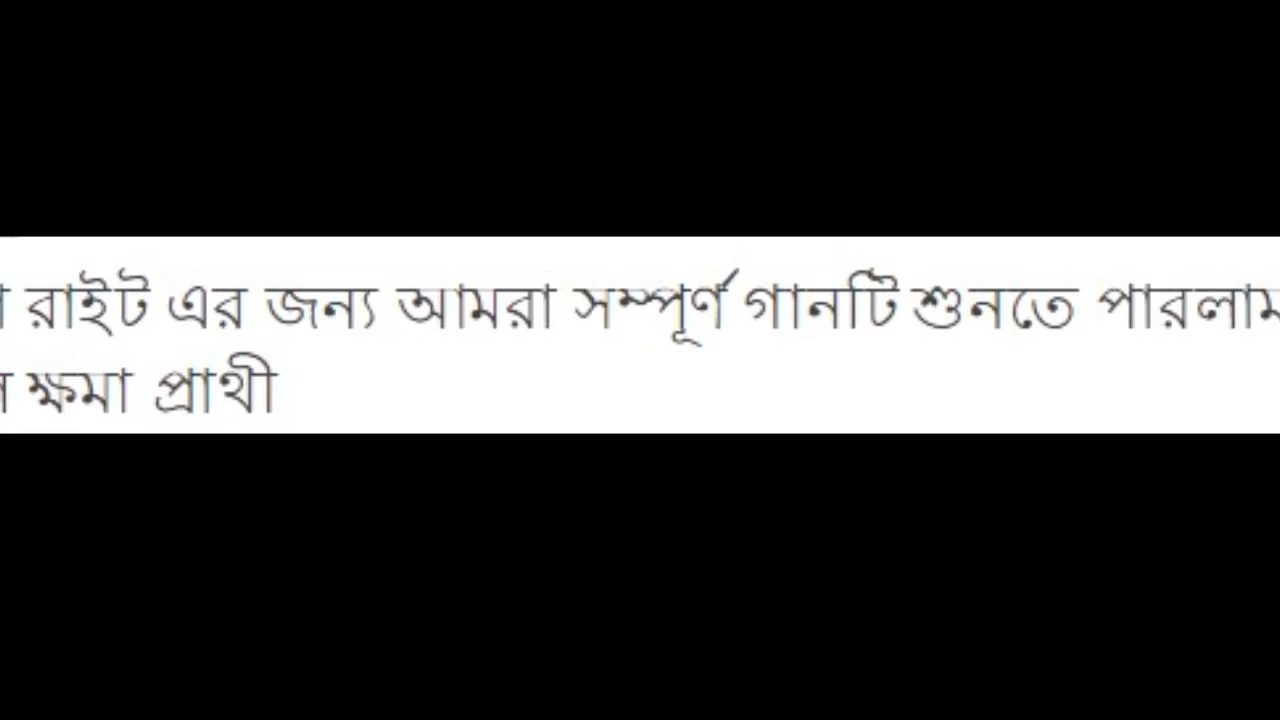 রাইট এর জন্য আমরা সম্পূর্ণ গানটি শুনতে পারলাম
ক্ষমা প্রাথী